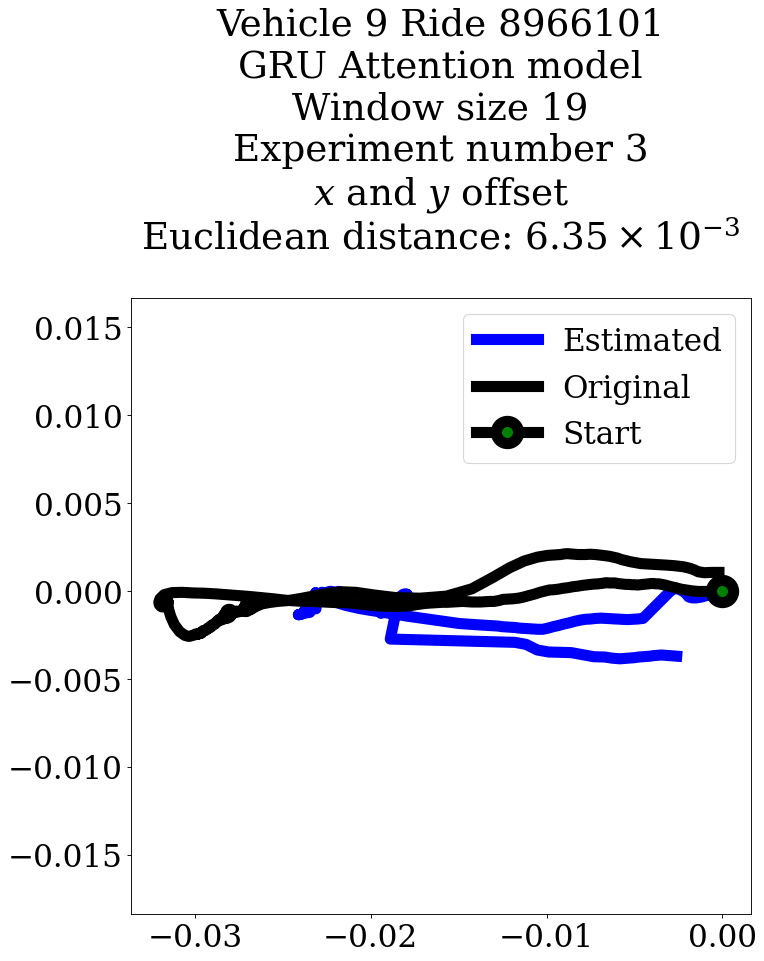 Vehicle 9 Ride 8966101
GRU Attention model
Window size 19
Experiment number 3
x and y offset
Euclidean distance: 6.35 × 10⁻³
Estimated
Original
Start
0.015
0.010
0.005
0.000
−0.005
−0.010
−0.015
−0.03 −0.02 −0.01 0.00